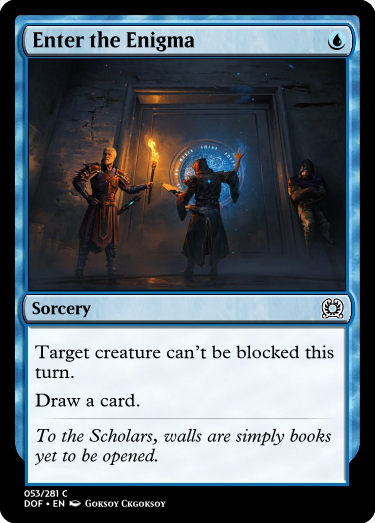 Enter the Enigma
Sorcery
Target creature can't be blocked this
turn.
Draw a card.
To the Scholars, walls are simply books
yet to be opened.
053/281 C
DOF • EN Goksoy Ckgoksoy